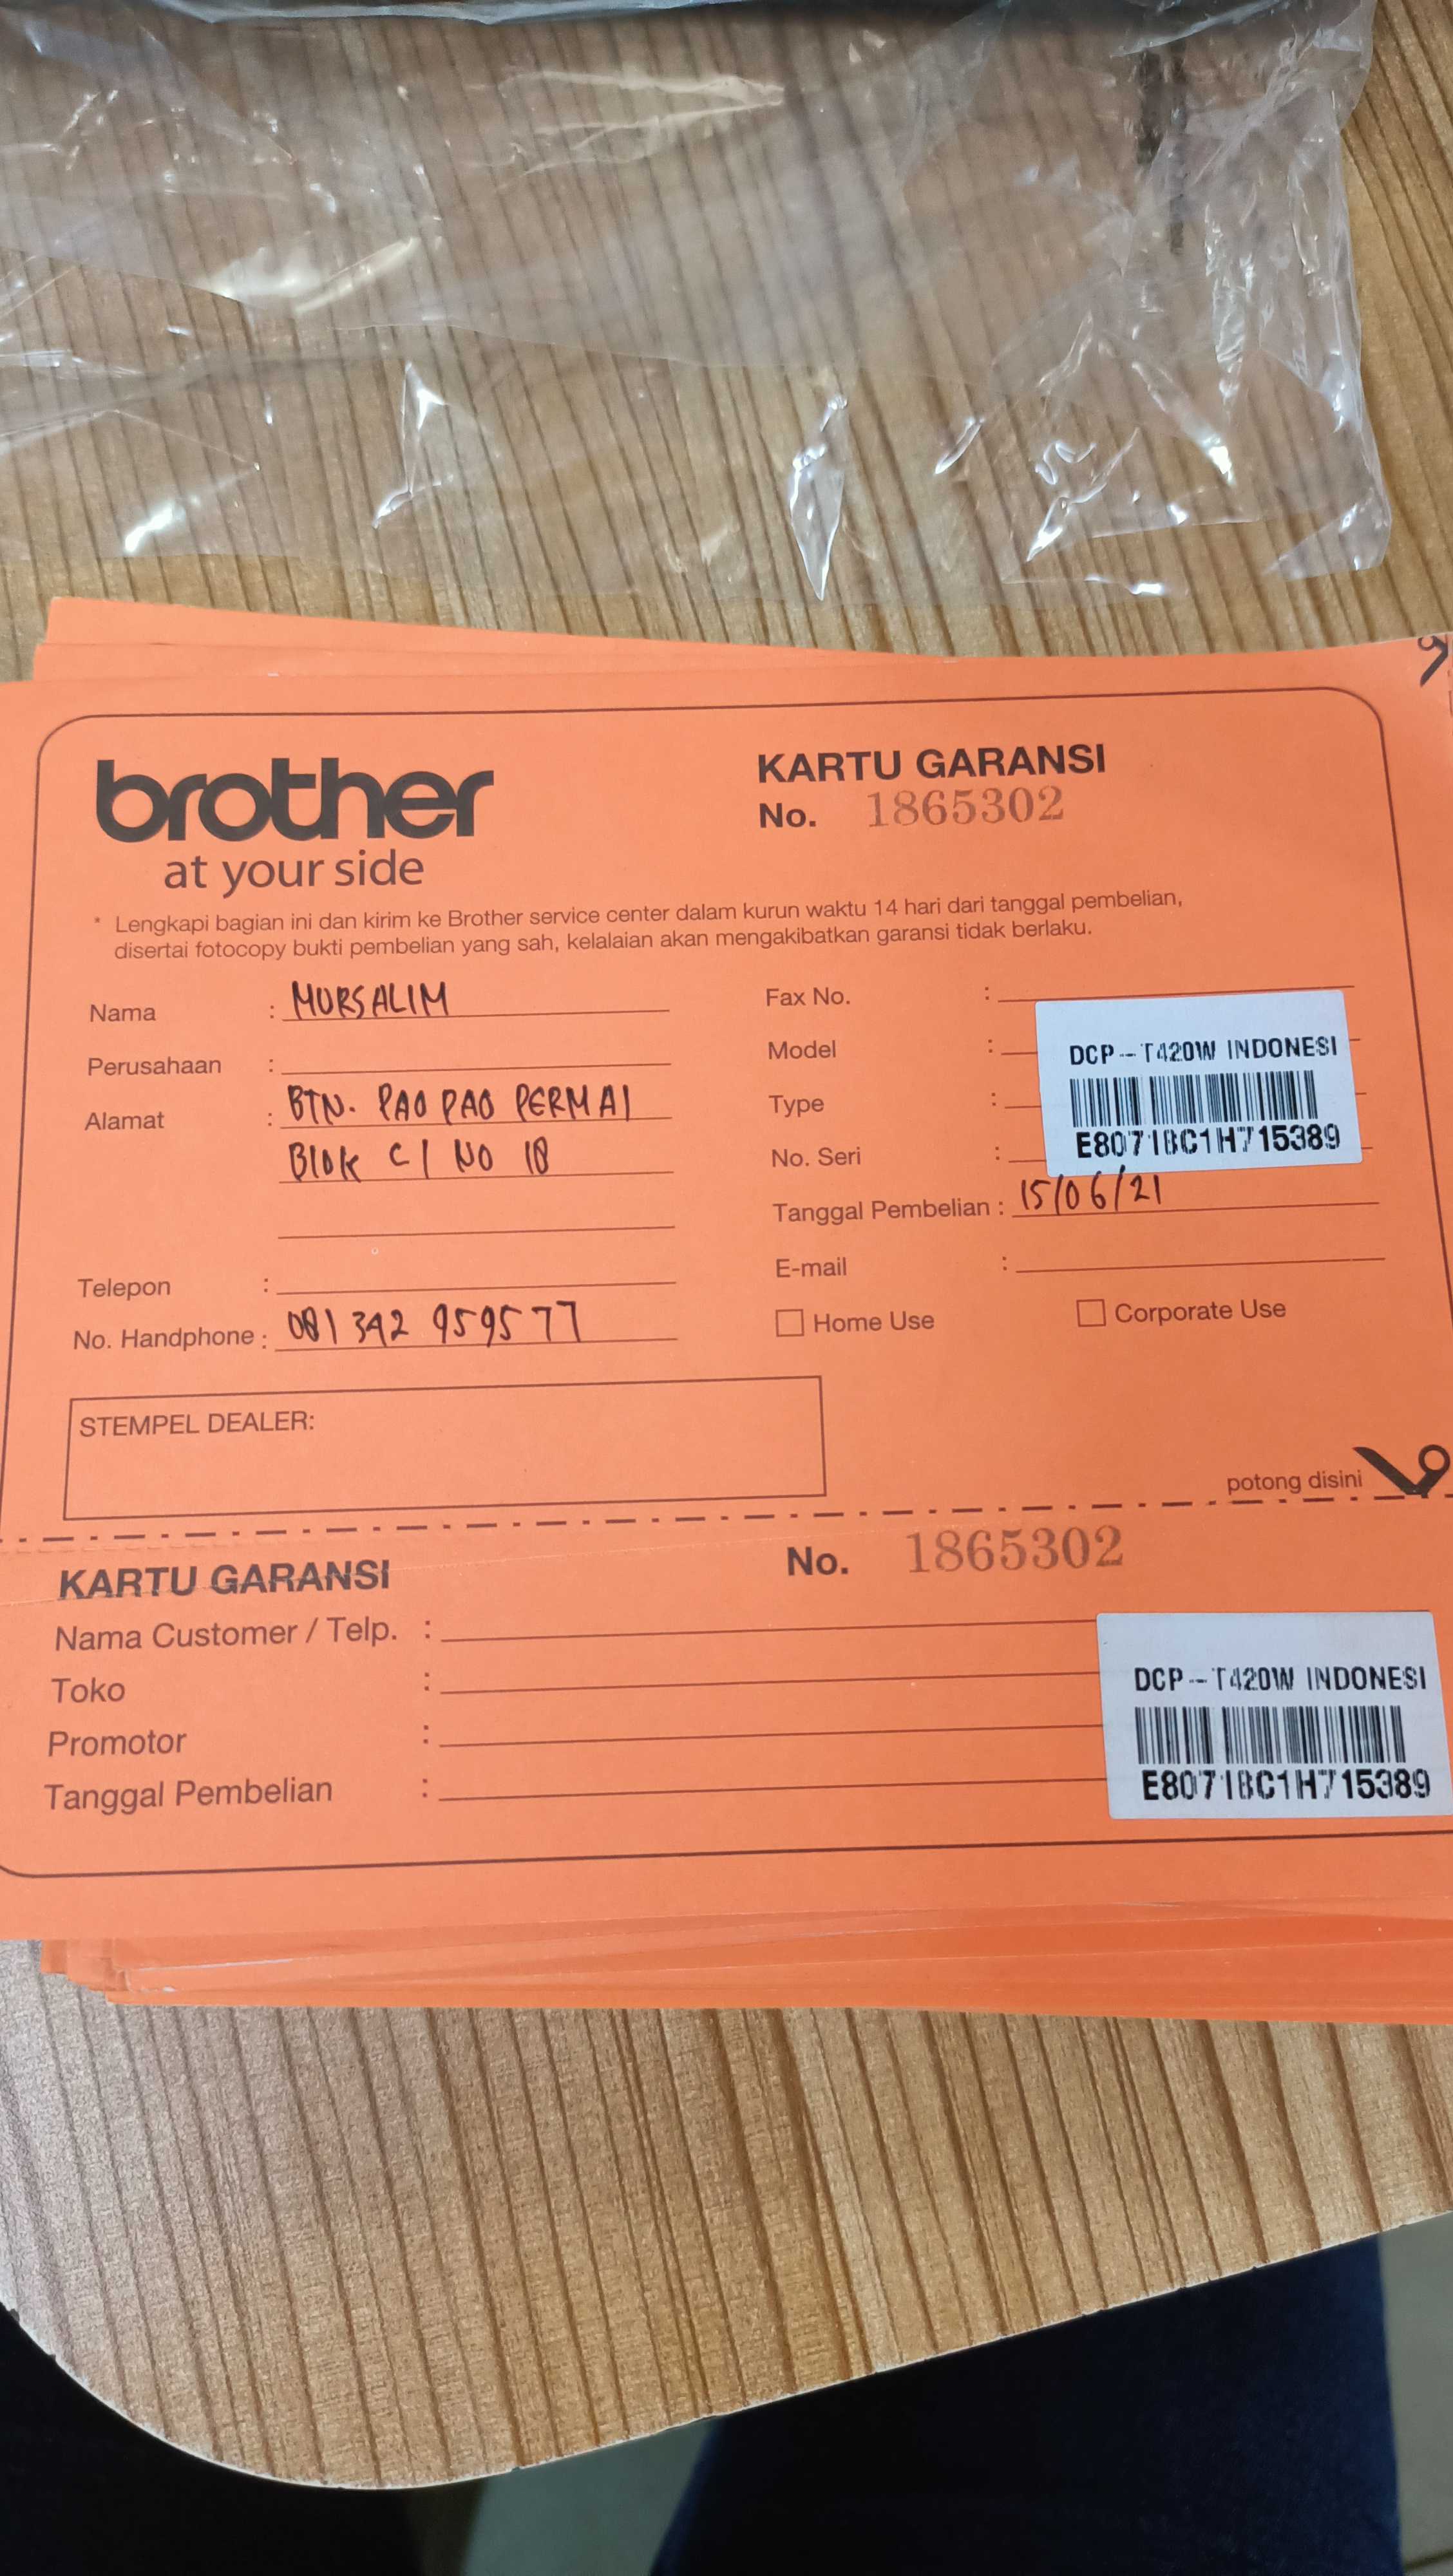 brother
at your side
KARTU GARANSI
No. 1865302
* Lengkapi bagian ini dan kirim ke Brother service center dalam kurun waktu 14 hari dari tanggal pembelian,
disertai fotocopy bukti pembelian yang sah, kelalaian akan mengakibatkan garansi tidak berlaku.
Nama : MURSALIM
Perusahaan :
Alamat : BTN. PAO PAO PERMAI
Blok C1 NO 18
Telepon :
No. Handphone : 081 342 959577
Fax No. :
Model :
Type :
No. Seri :
DCP-T420W INDONESI
E80718C1H715389
Tanggal Pembelian : 15/06/21
E-mail :
Home Use
Corporate Use
STEMPEL DEALER:
potong disini
KARTU GARANSI
No. 1865302
Nama Customer / Telp. :
Toko :
Promotor :
Tanggal Pembelian :
DCP-T420W INDONESI
E80718C1H715389